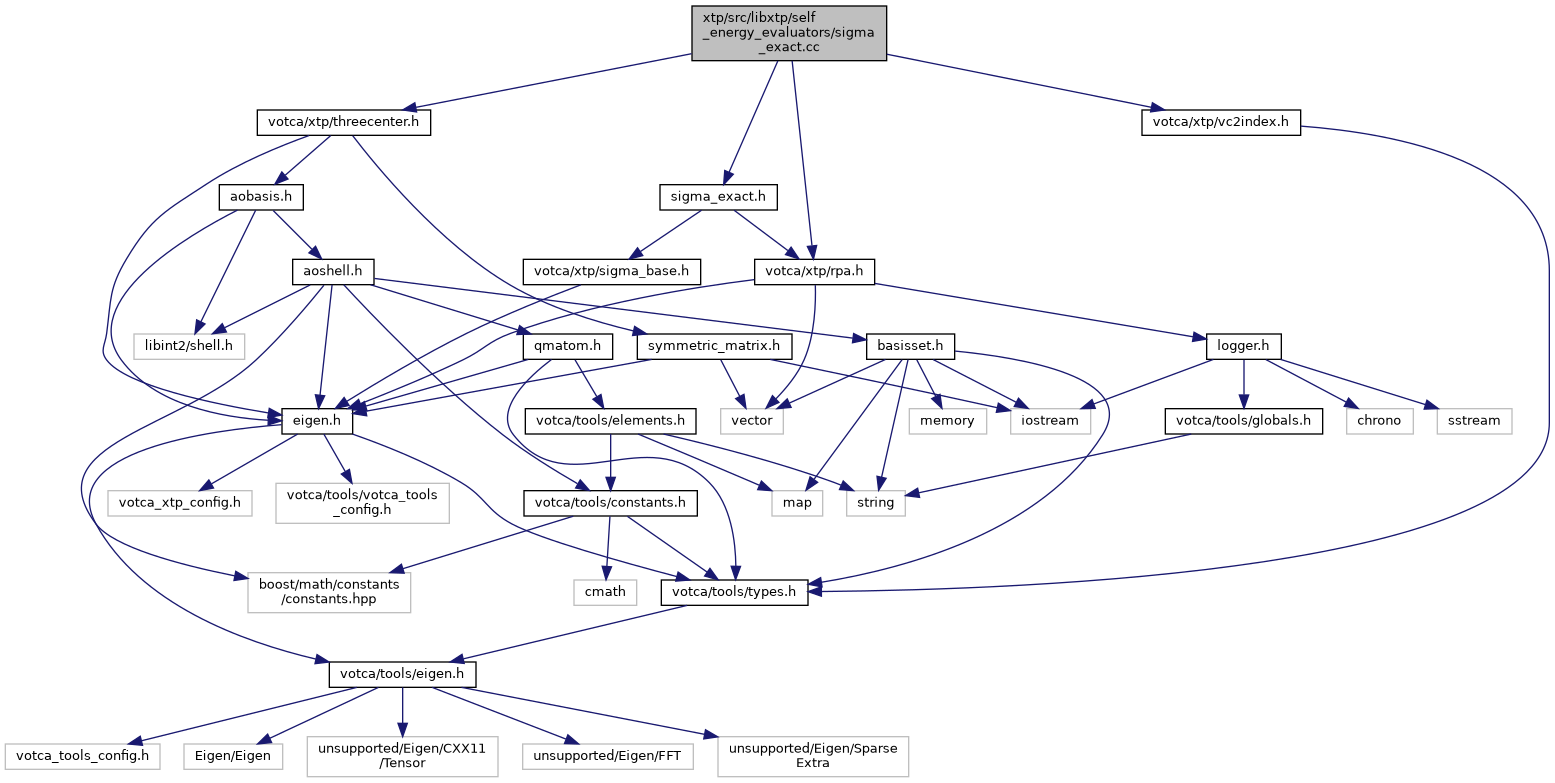 xtp/src/libxtp/self
_energy_evaluators/sigma
_exact.cc
votca/xtp/threecenter.h
votca/xtp/vc2index.h
aobasis.h
sigma_exact.h
aoshell.h
votca/xtp/sigma_base.h
votca/xtp/rpa.h
libint2/shell.h
qmatom.h
symmetric_matrix.h
basisset.h
logger.h
eigen.h
votca/tools/elements.h
vector
memory
iostream
votca/tools/globals.h
chrono
sstream
votca_xtp_config.h
votca/tools/votca_tools
_config.h
votca/tools/constants.h
map
string
boost/math/constants
/constants.hpp
cmath
votca/tools/types.h
votca/tools/eigen.h
votca_tools_config.h
Eigen/Eigen
unsupported/Eigen/CXX11
/Tensor
unsupported/Eigen/FFT
unsupported/Eigen/Sparse
Extra